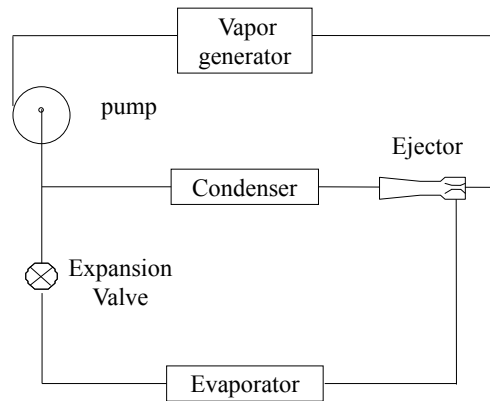 Vapor
generator
pump
Ejector
Condenser
Expansion
Valve
Evaporator